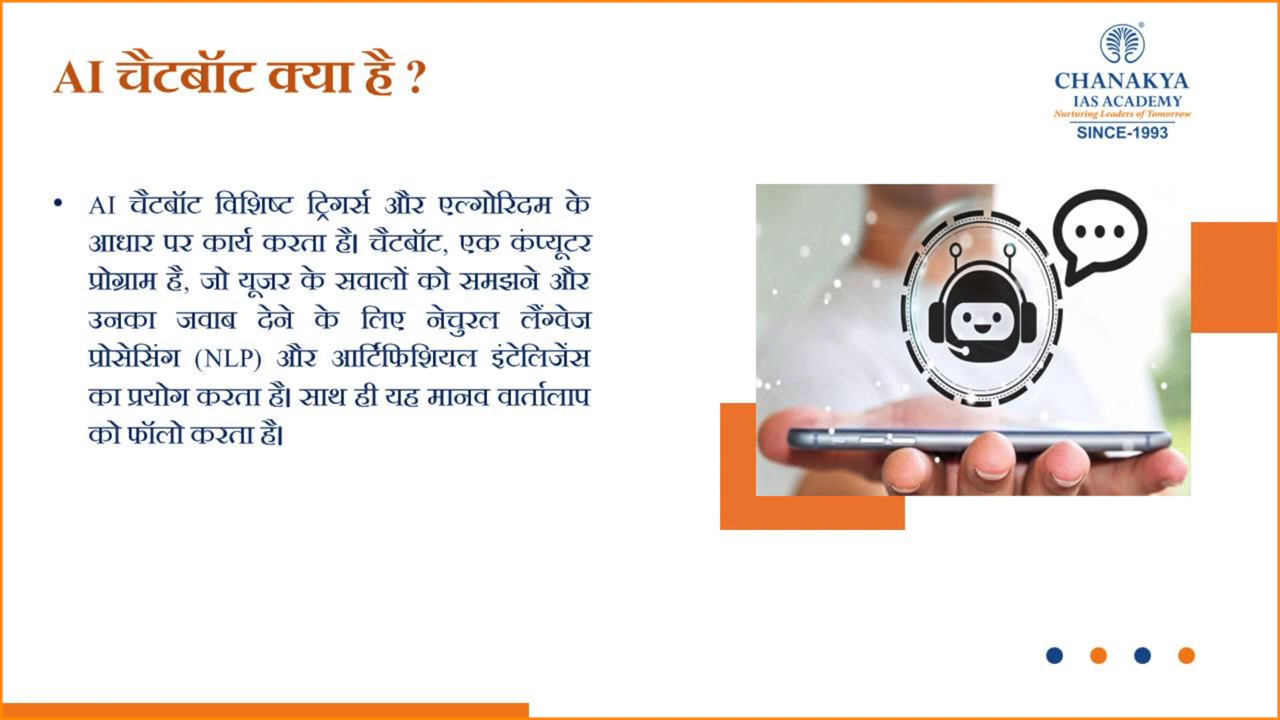 AI चैटबॉट क्या है ?
CHANAKYA
IAS ACADEMY
Nurturing Leaders of Tomorrow
SINCE-1993
• AI चैटबॉट विशिष्ट ट्रिगर्स और एल्गोरिदम के
आधार पर कार्य करता है। चैटबॉट, एक कंप्यूटर
प्रोग्राम है, जो यूजर के सवालों को समझने और
उनका जवाब देने के लिए नेचुरल लैंग्वेज
प्रोसेसिंग (NLP) और आर्टिफिशियल इंटेलिजेंस
का प्रयोग करता है। साथ ही यह मानव वार्तालाप
को फॉलो करता है।